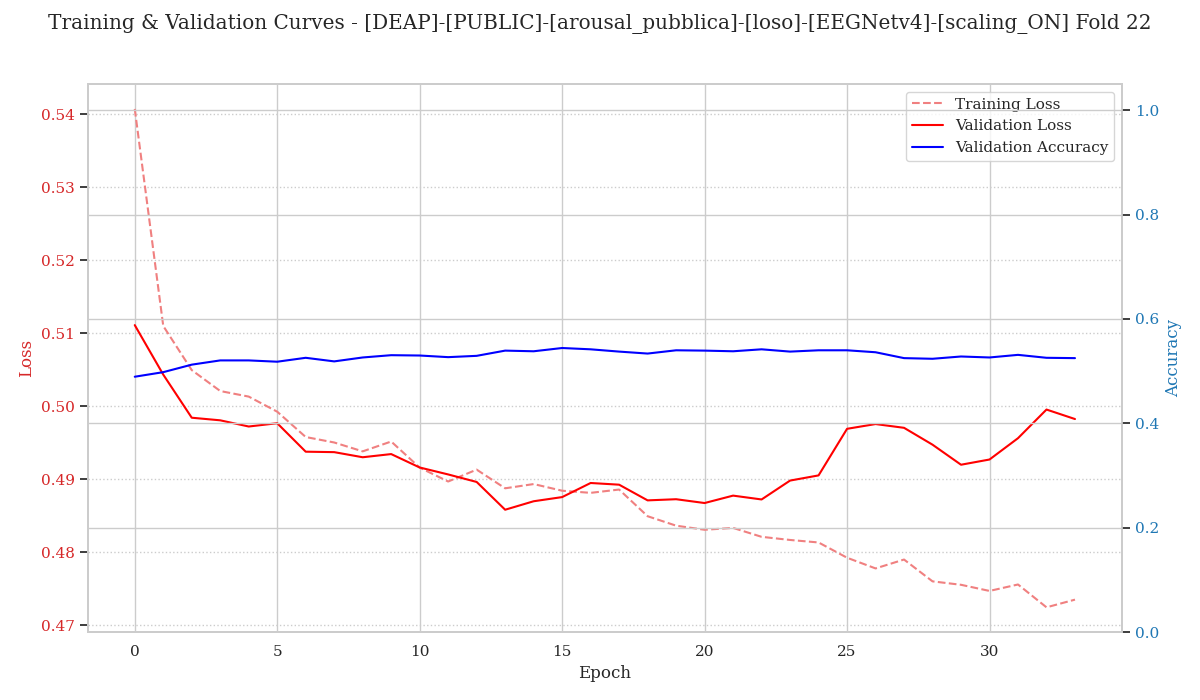 Training & Validation Curves - [DEAP]-[PUBLIC]-[arousal_pubblica]-[loso]-[EEGNetv4]-[scaling_ON] Fold 22
Training Loss
Validation Loss
Validation Accuracy
0.54
0.53
0.52
0.51
0.50
0.49
0.48
0.47
Loss
1.0
0.8
0.6
0.4
0.2
0.0
Accuracy
0 5 10 15 20 25 30
Epoch